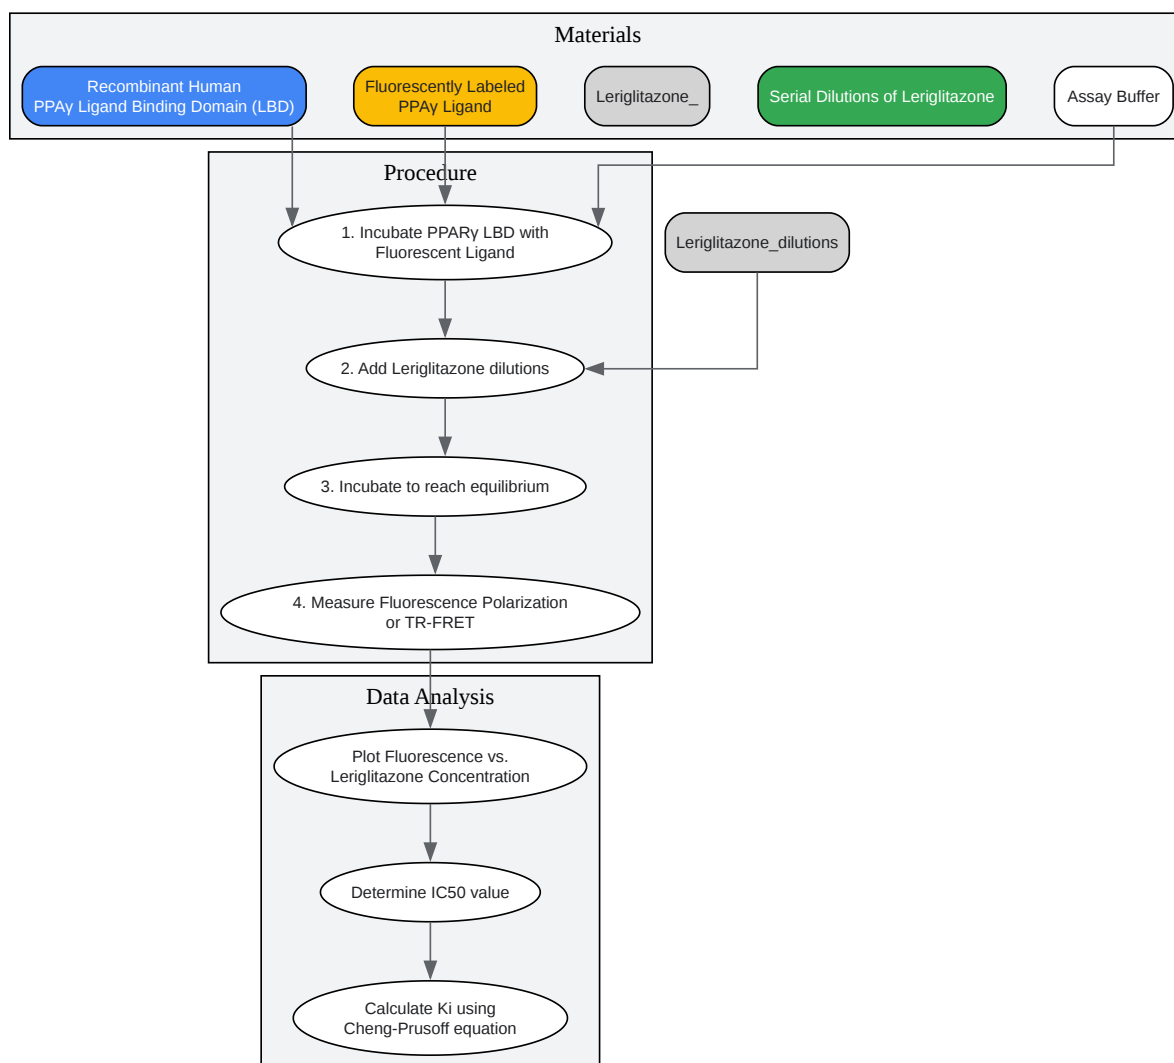 Materials
Recombinant Human
PPAγ Ligand Binding Domain (LBD)
Fluorescently Labeled
PPAγ Ligand
Leriglitazone_
Serial Dilutions of Leriglitazone
Assay Buffer
Procedure
1. Incubate PPARγ LBD with
Fluorescent Ligand
Leriglitazone_dilutions
2. Add Leriglitazone dilutions
3. Incubate to reach equilibrium
4. Measure Fluorescence Polarization
or TR-FRET
Data Analysis
Plot Fluorescence vs.
Leriglitazone Concentration
Determine IC50 value
Calculate Ki using
Cheng-Prusoff equation